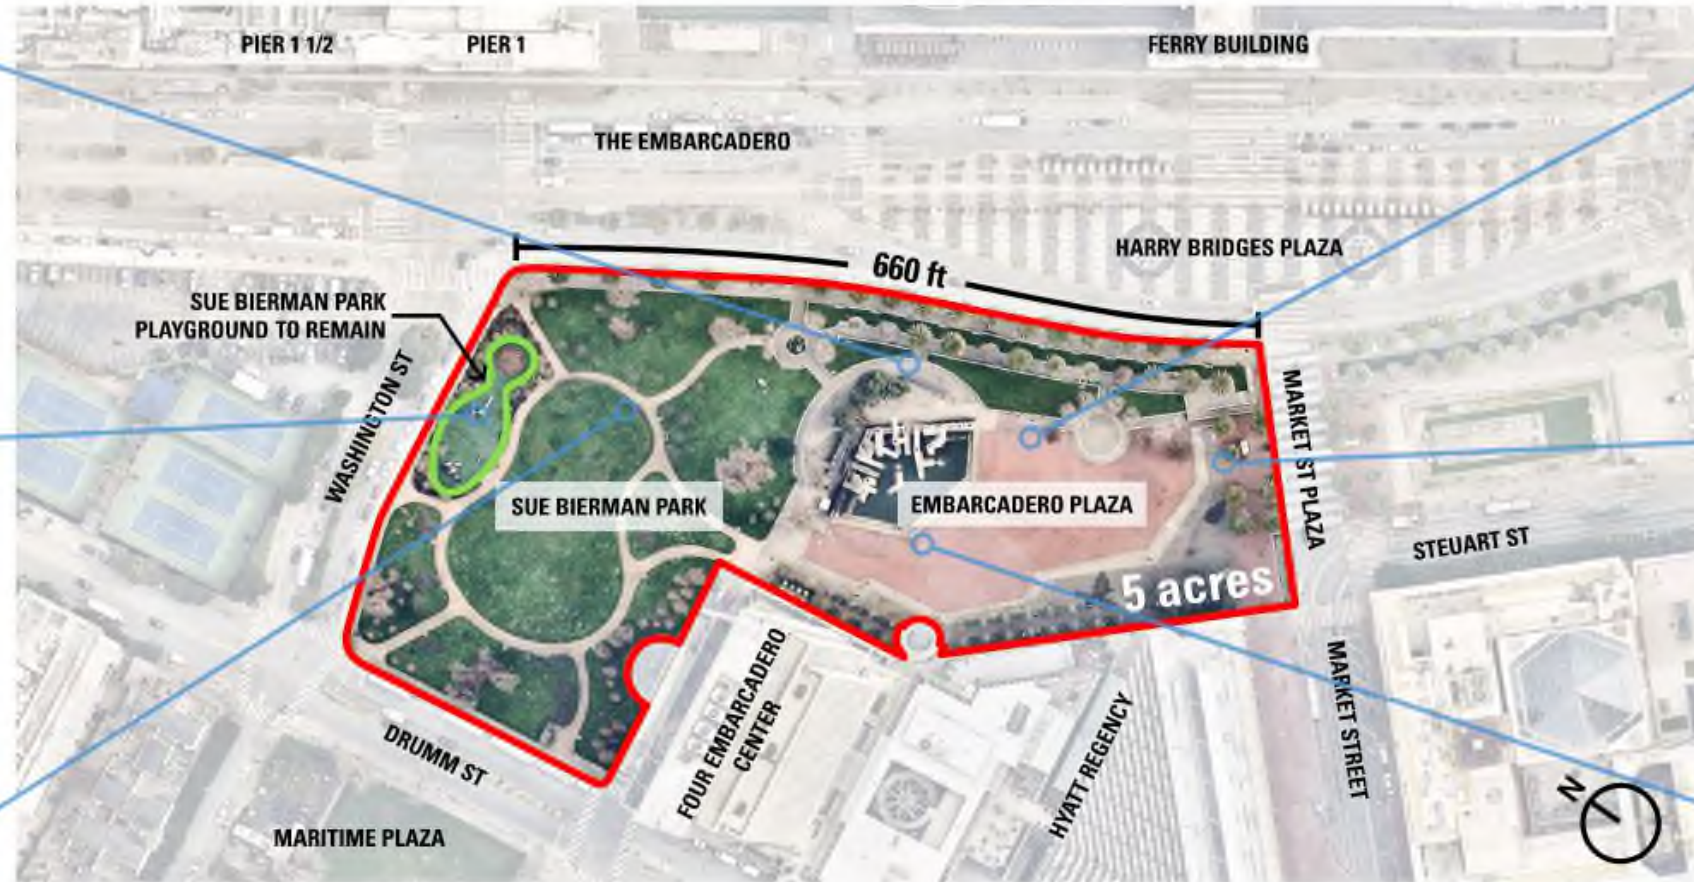 PIER 1 1/2
PIER 1
FERRY BUILDING
THE EMBARCADERO
HARRY BRIDGES PLAZA
660 ft
SUE BIERMAN PARK
PLAYGROUND TO REMAIN
WASHINGTON ST
MARKET ST PLAZA
SUE BIERMAN PARK
EMBARCADERO PLAZA
STEUART ST
5 acres
FOUR EMBARCADERO
CENTER
HYATT REGENCY
MARKET STREET
DRUMM ST
MARITIME PLAZA
N